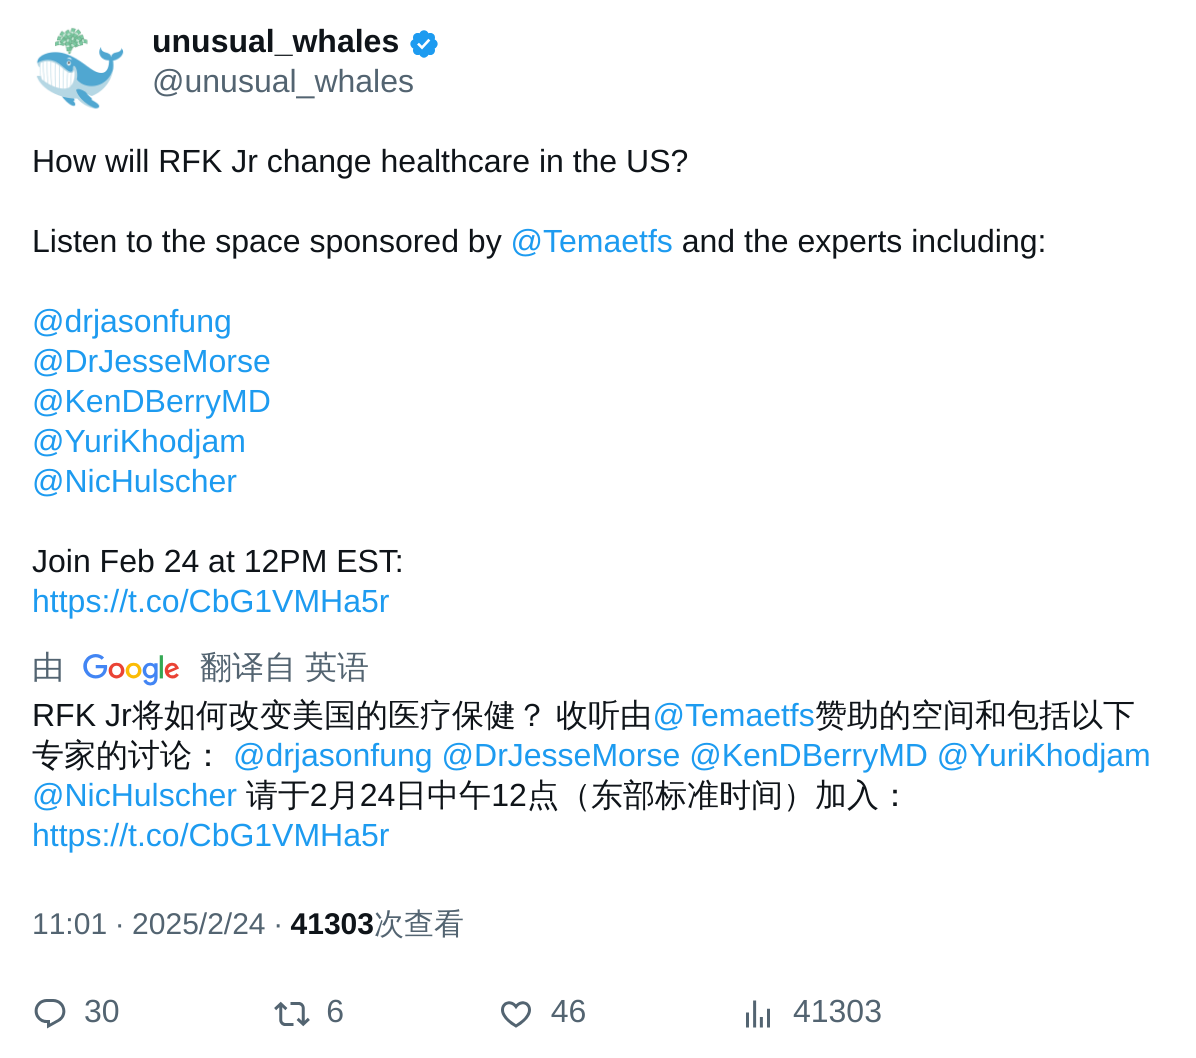 unusual_whales
@unusual_whales
How will RFK Jr change healthcare in the US?
Listen to the space sponsored by @Temaetfs and the experts including:
@drjasonfung
@DrJesseMorse
@KenDBerryMD
@YuriKhodjam
@NicHulscher
Join Feb 24 at 12PM EST:
https://t.co/CbG1VMHa5r
由 Google 翻译自 英语
RFK Jr将如何改变美国的医疗保健？ 收听由@Temaetfs赞助的空间和包括以下
专家的讨论： @drjasonfung @DrJesseMorse @KenDBerryMD @YuriKhodjam
@NicHulscher 请于2月24日中午12点（东部标准时间）加入：
https://t.co/CbG1VMHa5r
11:01 · 2025/2/24 · 41303次查看
30 6 46 41303